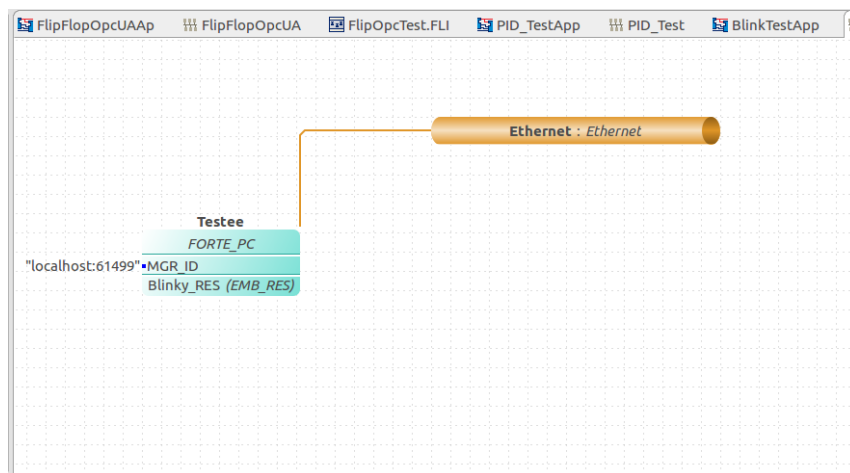 FlipFlopOpcUAAp FlipFlopOpcUA FlipOpcTest.FLI PID_TestApp PID_Test BlinkTestApp
Ethernet : Ethernet
Testee
FORTE_PC
"localhost:61499" MGR_ID
Blinky_RES (EMB_RES)